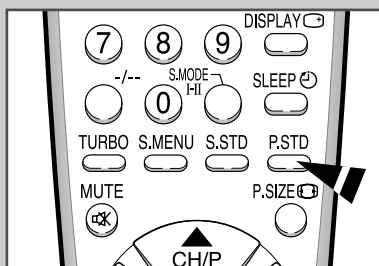 DISPLAY
7 8 9
-/-- S.MODE SLEEP
I-II
0
TURBO S.MENU S.STD P.STD
MUTE P.SIZE
CH/P